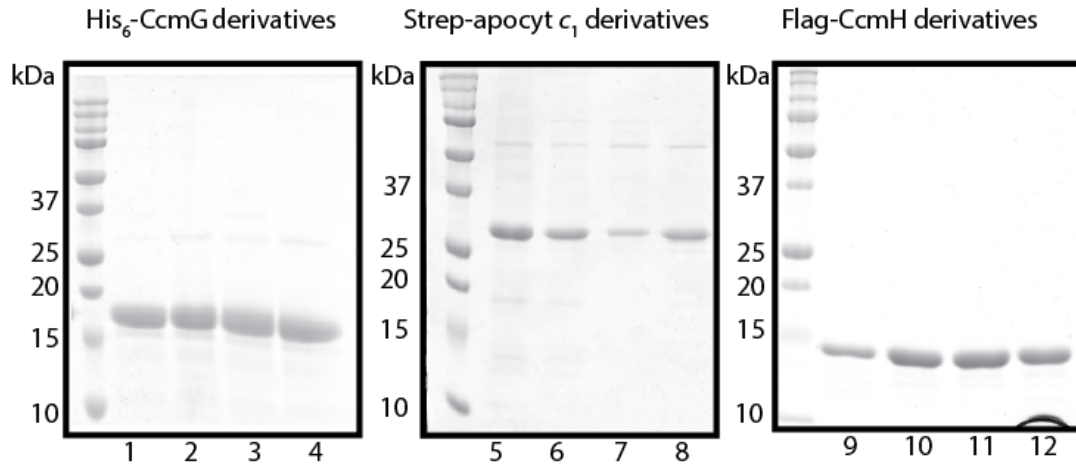 His₆-CcmG derivatives
Strep-apocyt c₁ derivatives
Flag-CcmH derivatives
kDa
37
25
20
15
10
1 2 3 4
kDa
37
25
20
15
10
5 6 7 8
kDa
37
25
20
15
10
9 10 11 12